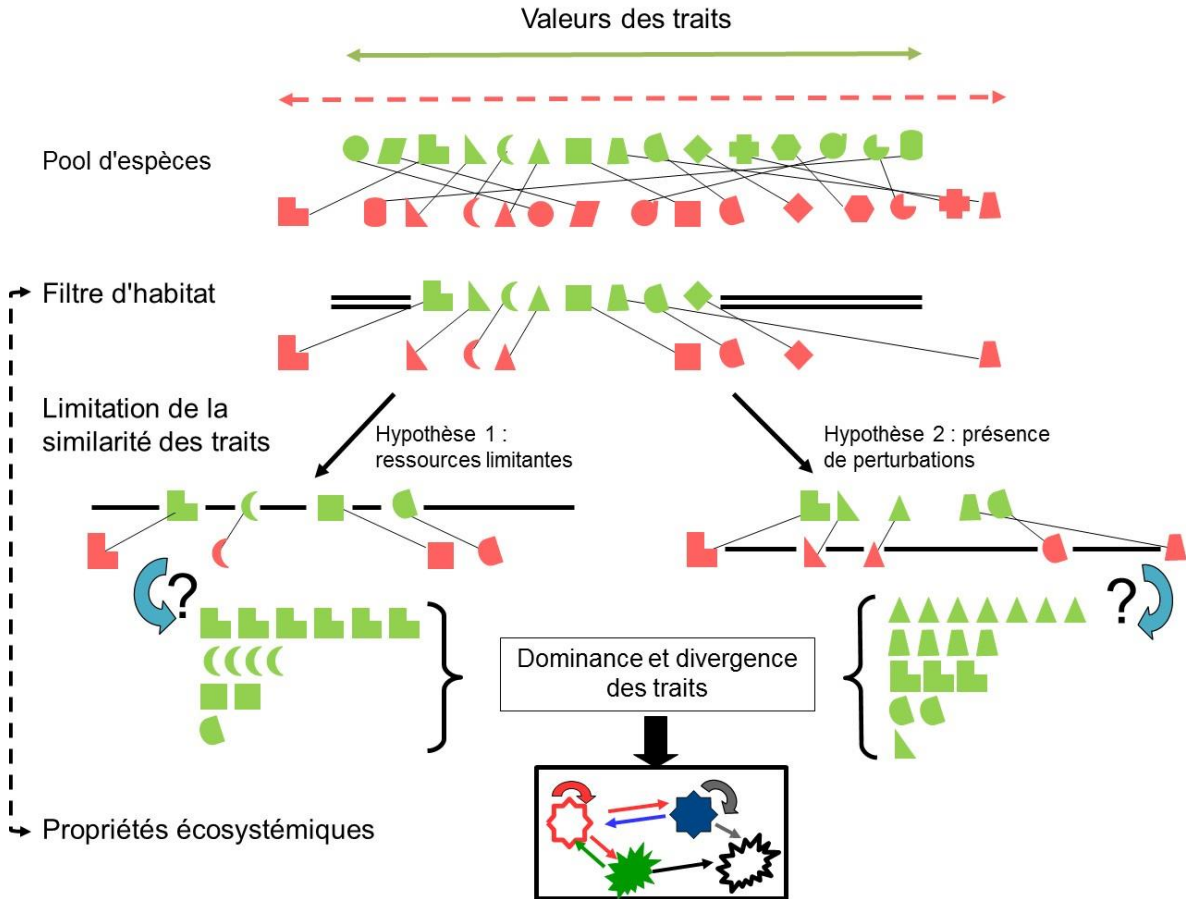 Valeurs des traits
Pool d'espèces
Filtre d'habitat
Limitation de la
similarité des traits
Hypothèse 1 :
ressources limitantes
Hypothèse 2 : présence
de perturbations
?
?
Dominance et divergence
des traits
Propriétés écosystémiques